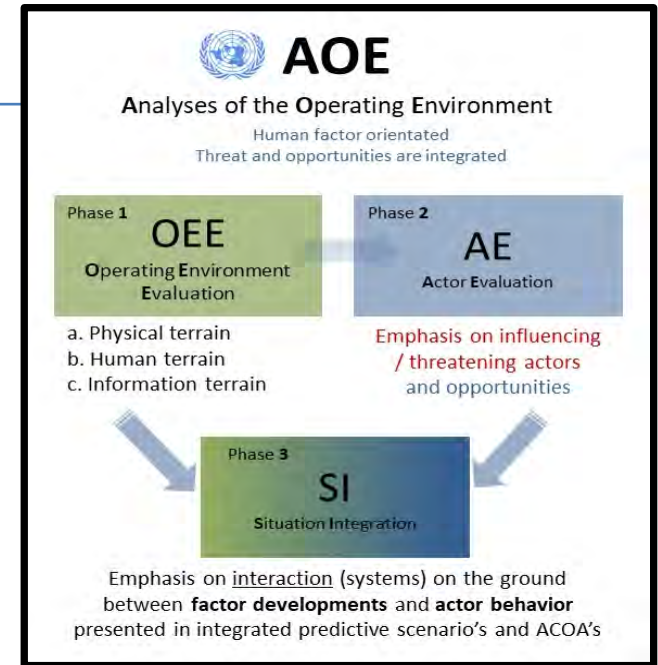 AOE
Analyses of the Operating Environment
Human factor orientated
Threat and opportunities are integrated
Phase 1
OEE
Operating Environment
Evaluation
a. Physical terrain
b. Human terrain
c. Information terrain
Phase 2
AE
Actor Evaluation
Emphasis on influencing
/ threatening actors
and opportunities
Phase 3
SI
Situation Integration
Emphasis on interaction (systems) on the ground
between factor developments and actor behavior
presented in integrated predictive scenario's and ACOA's